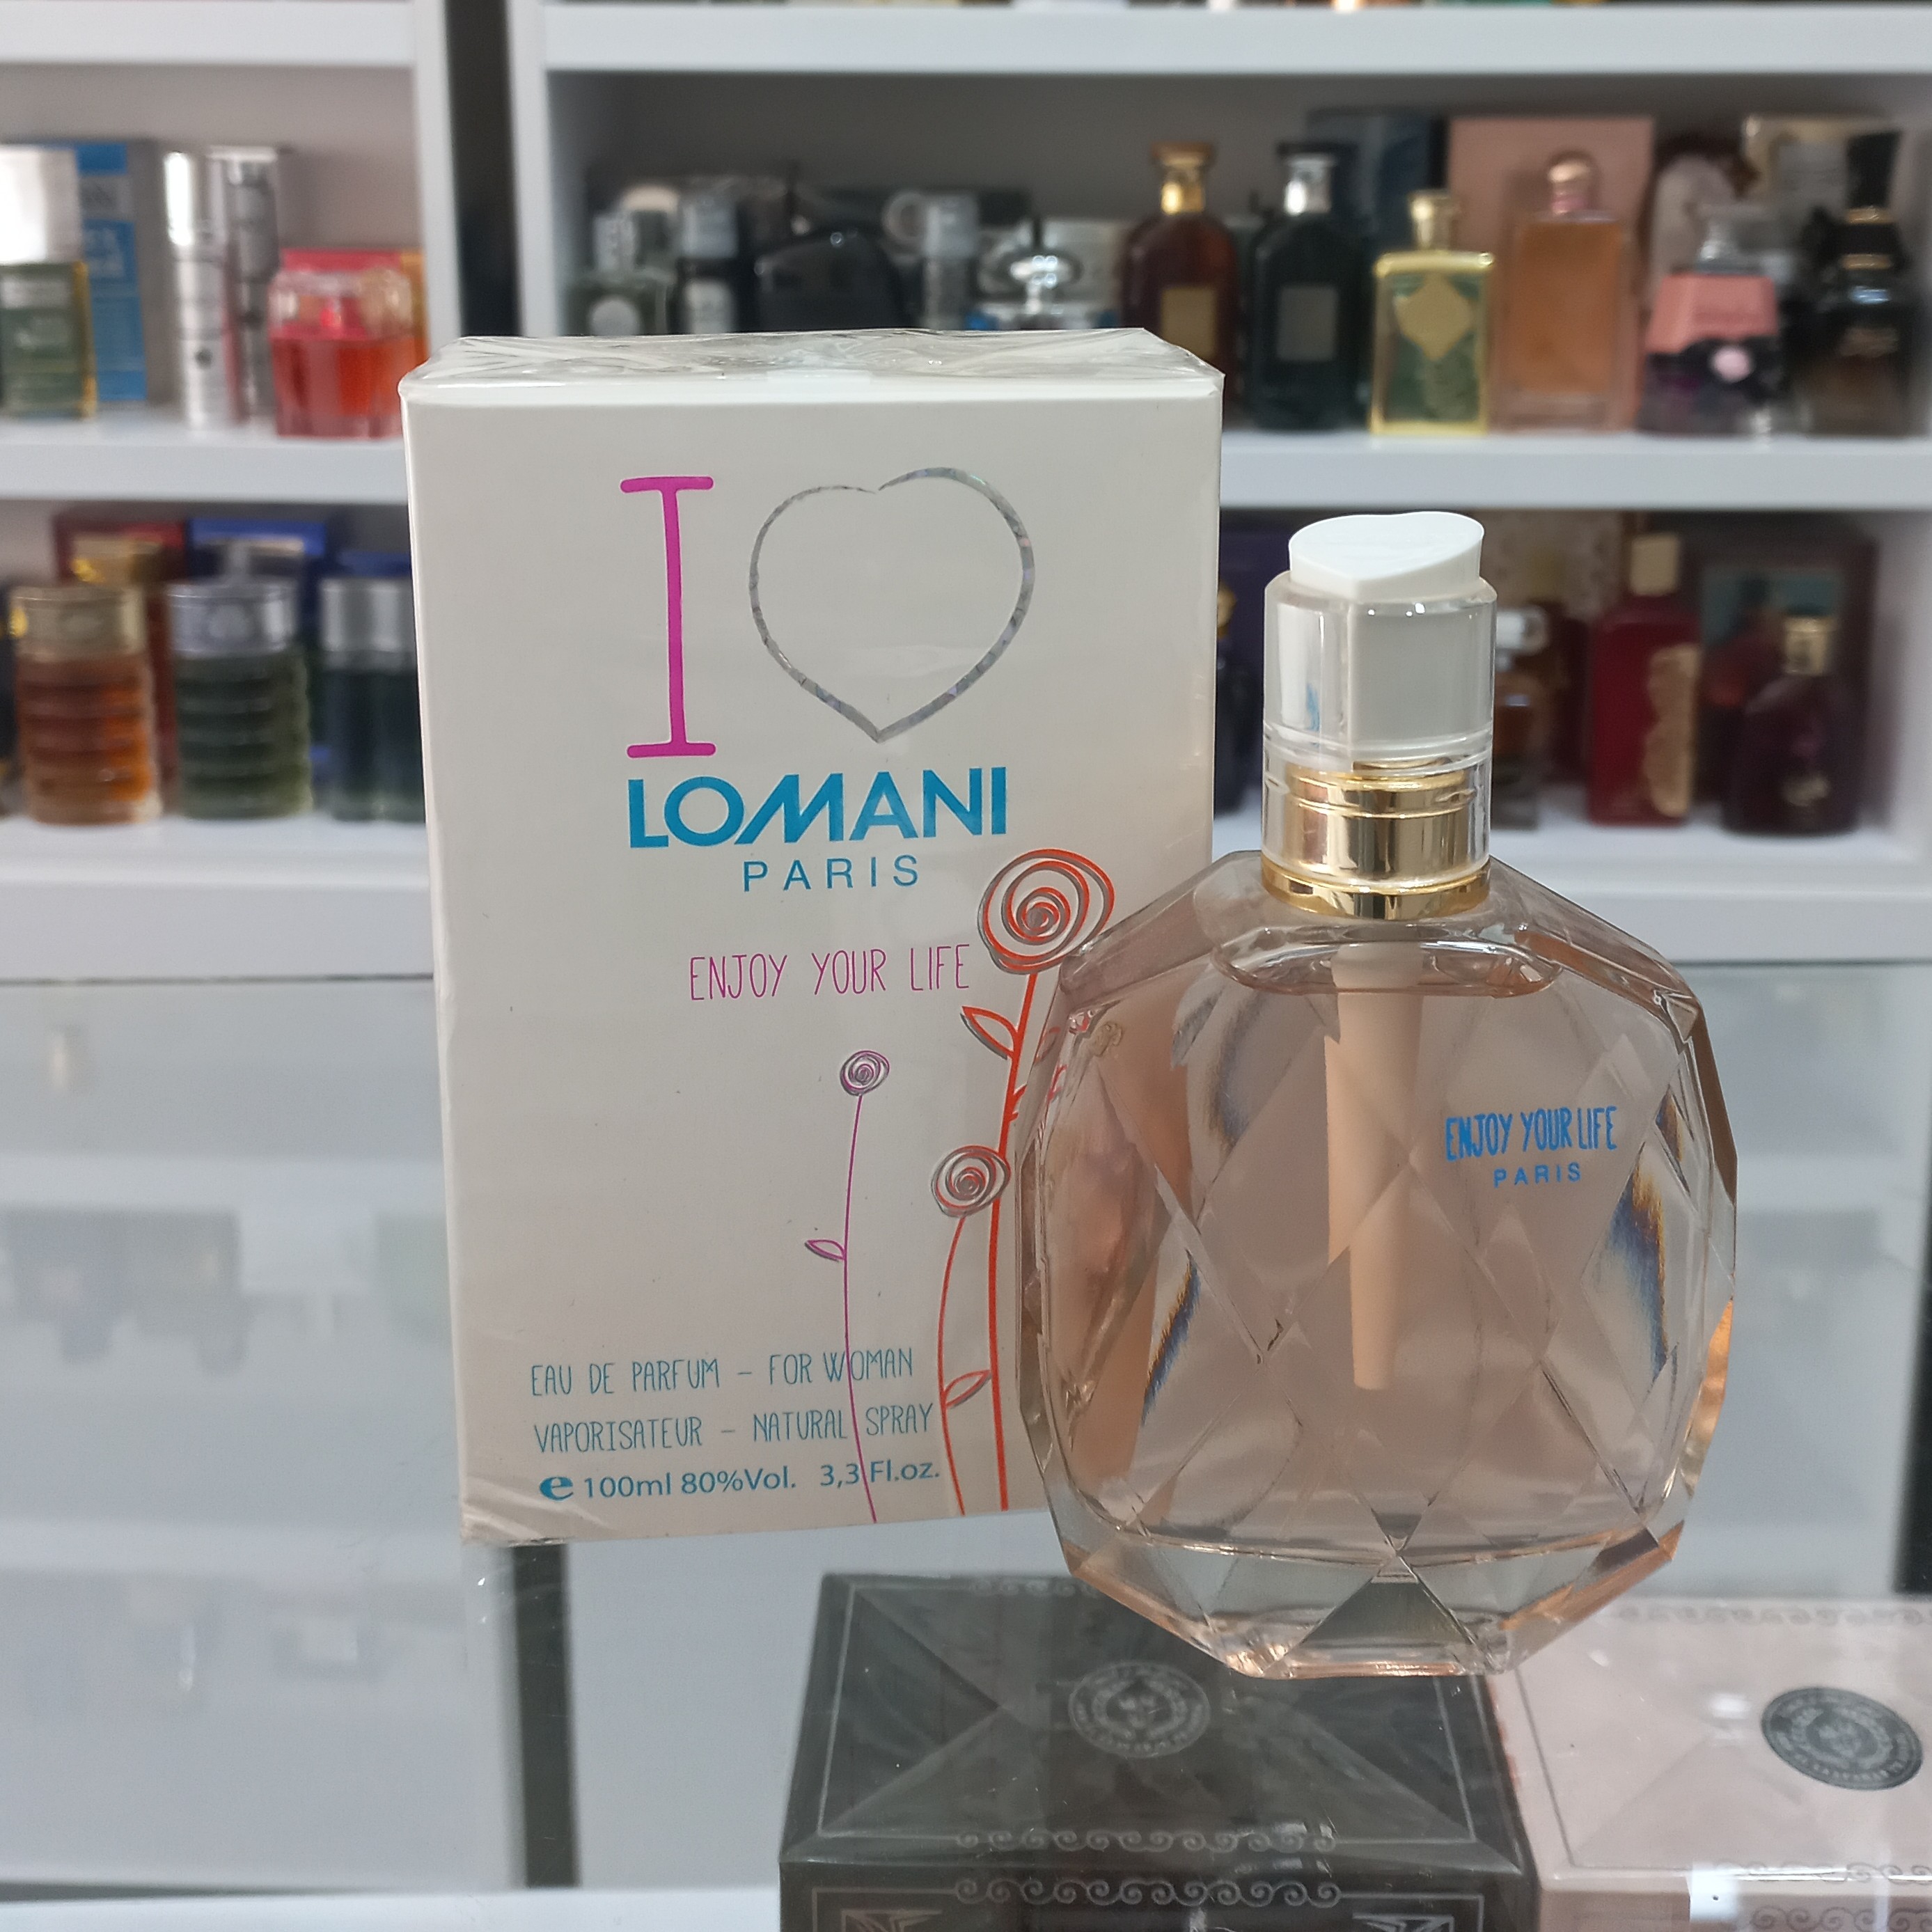 I
LOMANI
PARIS
ENJOY YOUR LIFE
EAU DE PARFUM – FOR WOMAN
VAPORISATEUR – NATURAL SPRAY
e 100ml 80%Vol. 3,3 Fl.oz.
ENJOY YOUR LIFE
PARIS